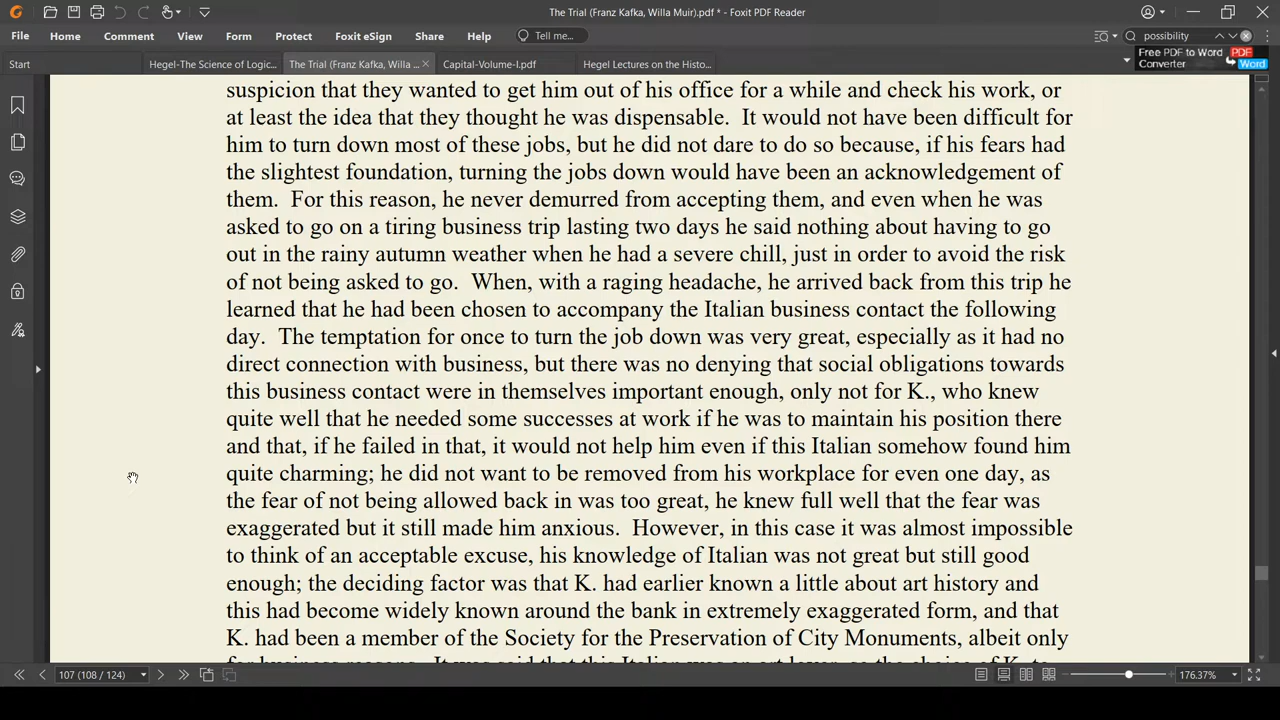 The Trial (Franz Kafka, Willa Muir).pdf * - Foxit PDF Reader
File Home Comment View Form Protect Foxit eSign Share Help Tell me... possibility
Start Hegel-The Science of Logic... The Trial (Franz Kafka, Willa ... Capital-Volume-I.pdf Hegel Lectures on the Histo...
Free PDF to Word PDF
Converter Word
suspicion that they wanted to get him out of his office for a while and check his work, or
at least the idea that they thought he was dispensable.  It would not have been difficult for
him to turn down most of these jobs, but he did not dare to do so because, if his fears had
the slightest foundation, turning the jobs down would have been an acknowledgement of
them.  For this reason, he never demurred from accepting them, and even when he was
asked to go on a tiring business trip lasting two days he said nothing about having to go
out in the rainy autumn weather when he had a severe chill, just in order to avoid the risk
of not being asked to go.  When, with a raging headache, he arrived back from this trip he
learned that he had been chosen to accompany the Italian business contact the following
day.  The temptation for once to turn the job down was very great, especially as it had no
direct connection with business, but there was no denying that social obligations towards
this business contact were in themselves important enough, only not for K., who knew
quite well that he needed some successes at work if he was to maintain his position there
and that, if he failed in that, it would not help him even if this Italian somehow found him
quite charming; he did not want to be removed from his workplace for even one day, as
the fear of not being allowed back in was too great, he knew full well that the fear was
exaggerated but it still made him anxious.  However, in this case it was almost impossible
to think of an acceptable excuse, his knowledge of Italian was not great but still good
enough; the deciding factor was that K. had earlier known a little about art history and
this had become widely known around the bank in extremely exaggerated form, and that
K. had been a member of the Society for the Preservation of City Monuments, albeit only
for business reasons.  It was said that this Italian was an art lover, so the choice of K. to
107 (108 / 124) 176.37%